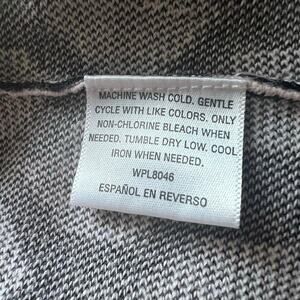 MACHINE WASH COLD. GENTLE
CYCLE WITH LIKE COLORS. ONLY
NON-CHLORINE BLEACH WHEN
NEEDED. TUMBLE DRY LOW. COOL
IRON WHEN NEEDED.
WPL8046
ESPAÑOL EN REVERSO